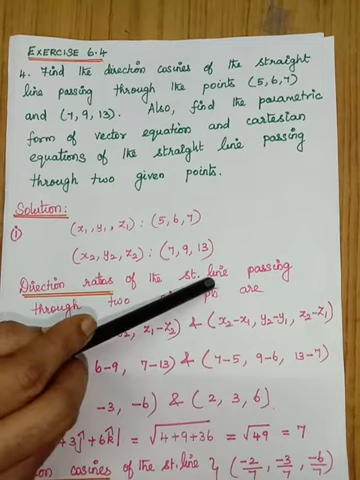 EXERCISE 6.4
4. Find the direction cosines of the straight
line passing through the points (5,6,7)
and (7,9,13). Also, find the parametric
form of vector equation and cartesian
equations of the straight line passing
through two given points.
Solution:
(i) (x₁,y₁,z₁) : (5,6,7)
(x₂,y₂,z₂) : (7,9,13)
Direction rates of the st. line passing
through two pts are
z₁-z₂) & (x₂-x₁, y₂-y₁, z₂-z₁)
6-9, 7-13) & (7-5, 9-6, 13-7)
-3, -6) & (2, 3, 6)
+3ĵ+6k̂| = √4+9+36 = √49 = 7
cosines of the st. line (-2/7, -3/7, -6/7)